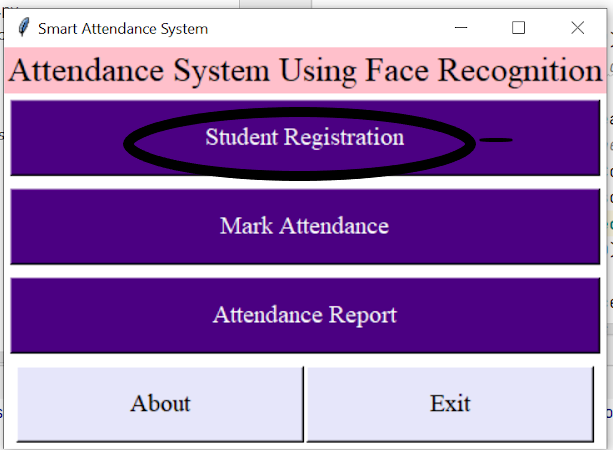 Smart Attendance System
Attendance System Using Face Recognition
Student Registration
Mark Attendance
Attendance Report
About
Exit